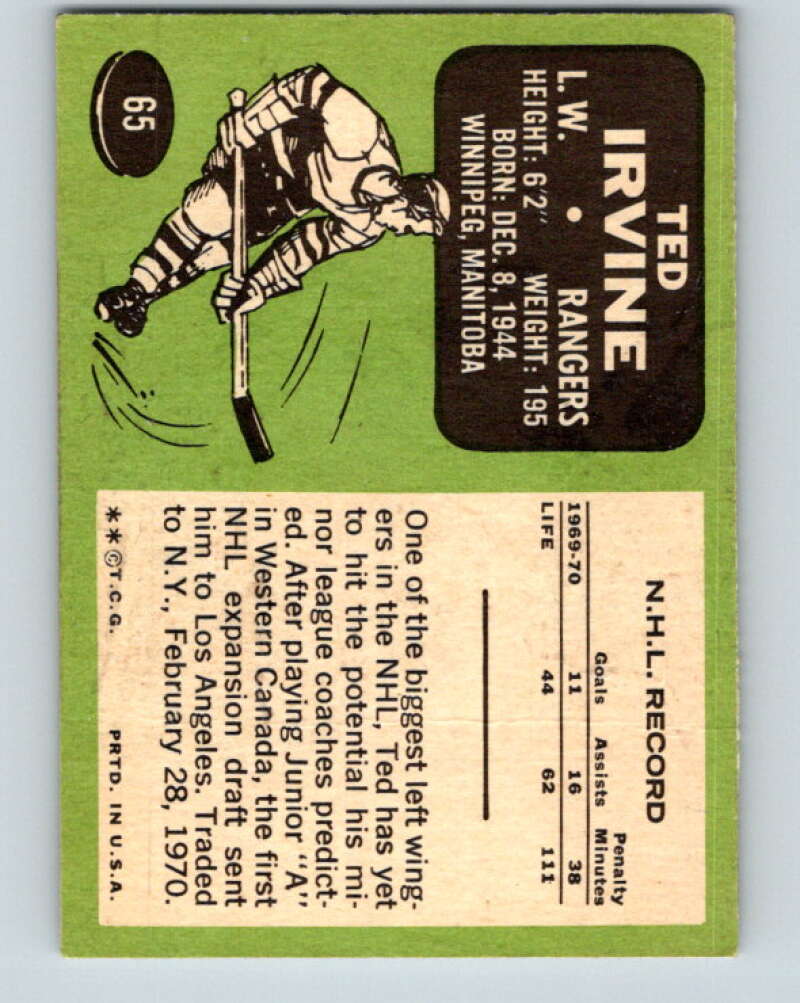 65
TED
IRVINE
L.W. • RANGERS
HEIGHT: 6'2" WEIGHT: 195
BORN: DEC. 8, 1944
WINNIPEG, MANITOBA
N.H.L. RECORD
Penalty
Goals Assists Minutes
1969-70 11 16 38
LIFE 44 62 111
One of the biggest left wing-
ers in the NHL, Ted has yet
to hit the potential his mi-
nor league coaches predict-
ed. After playing Junior "A"
in Western Canada, the first
NHL expansion draft sent
him to Los Angeles. Traded
to N.Y., February 28, 1970.
**©T.C.G. PRTD. IN U.S.A.